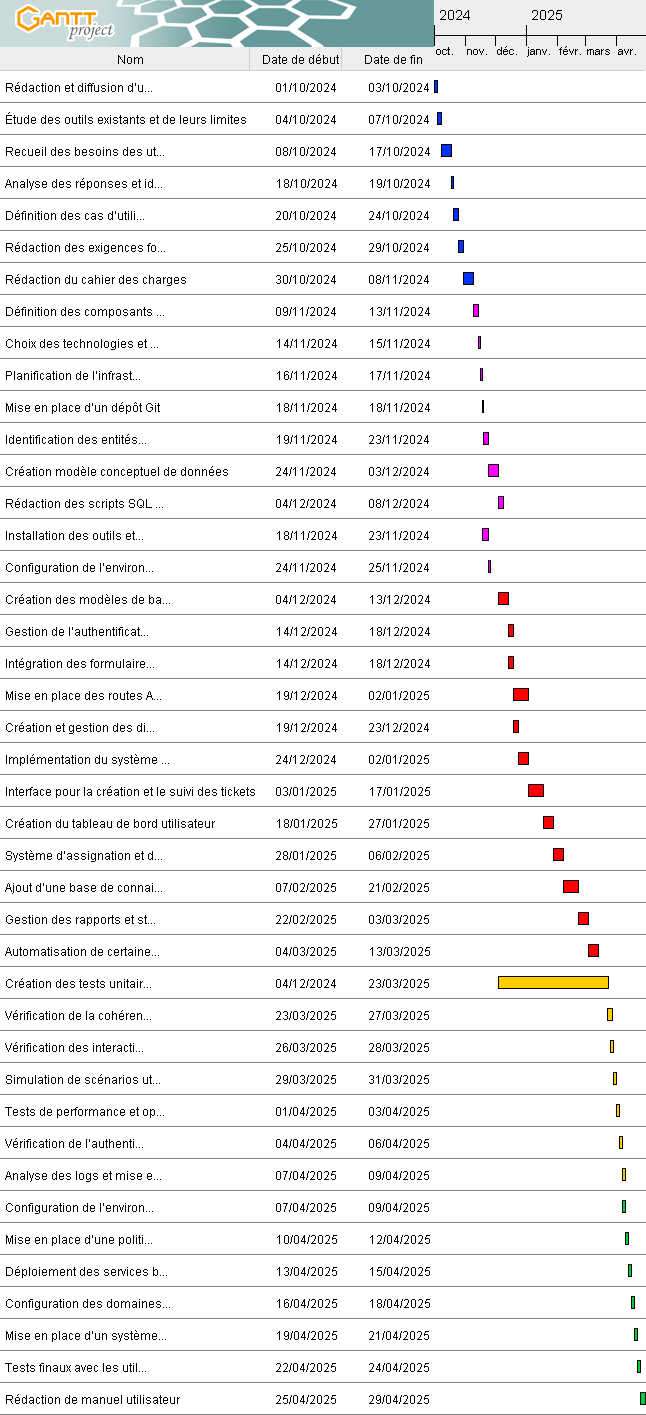 GANTT project
2024 2025
Nom Date de début Date de fin oct. nov. déc. janv. févr. mars avr.
Rédaction et diffusion d'u... 01/10/2024 03/10/2024
Étude des outils existants et de leurs limites 04/10/2024 07/10/2024
Recueil des besoins des ut... 08/10/2024 17/10/2024
Analyse des réponses et id... 18/10/2024 19/10/2024
Définition des cas d'utili... 20/10/2024 24/10/2024
Rédaction des exigences fo... 25/10/2024 29/10/2024
Rédaction du cahier des charges 30/10/2024 08/11/2024
Définition des composants ... 09/11/2024 13/11/2024
Choix des technologies et ... 14/11/2024 15/11/2024
Planification de l'infrast... 16/11/2024 17/11/2024
Mise en place d'un dépôt Git 18/11/2024 18/11/2024
Identification des entités... 19/11/2024 23/11/2024
Création modèle conceptuel de données 24/11/2024 03/12/2024
Rédaction des scripts SQL ... 04/12/2024 08/12/2024
Installation des outils et... 18/11/2024 23/11/2024
Configuration de l'environ... 24/11/2024 25/11/2024
Création des modèles de ba... 04/12/2024 13/12/2024
Gestion de l'authentificat... 14/12/2024 18/12/2024
Intégration des formulaire... 14/12/2024 18/12/2024
Mise en place des routes A... 19/12/2024 02/01/2025
Création et gestion des di... 19/12/2024 23/12/2024
Implémentation du système ... 24/12/2024 02/01/2025
Interface pour la création et le suivi des tickets 03/01/2025 17/01/2025
Création du tableau de bord utilisateur 18/01/2025 27/01/2025
Système d'assignation et d... 28/01/2025 06/02/2025
Ajout d'une base de connai... 07/02/2025 21/02/2025
Gestion des rapports et st... 22/02/2025 03/03/2025
Automatisation de certaine... 04/03/2025 13/03/2025
Création des tests unitair... 04/12/2024 23/03/2025
Vérification de la cohéren... 23/03/2025 27/03/2025
Vérification des interacti... 26/03/2025 28/03/2025
Simulation de scénarios ut... 29/03/2025 31/03/2025
Tests de performance et op... 01/04/2025 03/04/2025
Vérification de l'authenti... 04/04/2025 06/04/2025
Analyse des logs et mise e... 07/04/2025 09/04/2025
Configuration de l'environ... 07/04/2025 09/04/2025
Mise en place d'une politi... 10/04/2025 12/04/2025
Déploiement des services b... 13/04/2025 15/04/2025
Configuration des domaines... 16/04/2025 18/04/2025
Mise en place d'un système... 19/04/2025 21/04/2025
Tests finaux avec les util... 22/04/2025 24/04/2025
Rédaction de manuel utilisateur 25/04/2025 29/04/2025